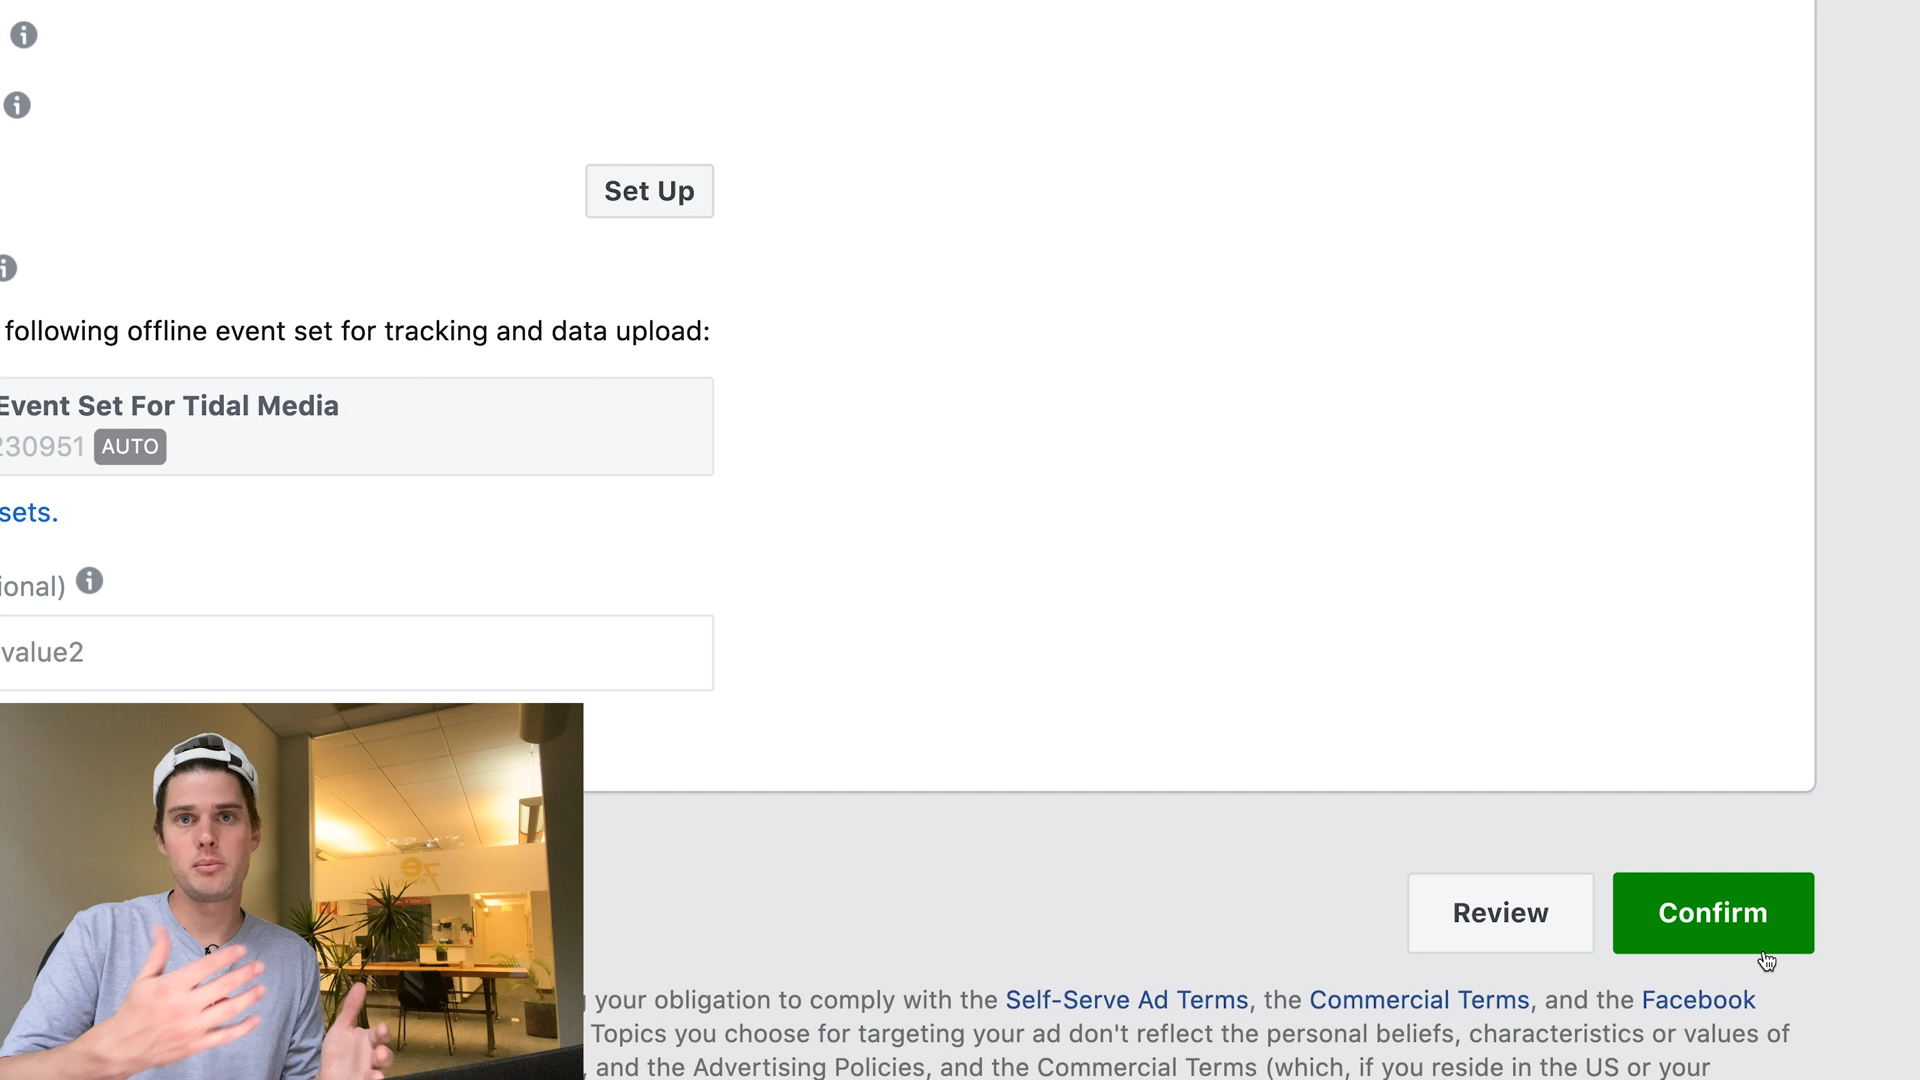 Set Up
following offline event set for tracking and data upload:
Event Set For Tidal Media
230951 AUTO
sets.
ional)
value2
7e
Review Confirm
your obligation to comply with the Self-Serve Ad Terms, the Commercial Terms, and the Facebook
Topics you choose for targeting your ad don't reflect the personal beliefs, characteristics or values of
, and the Advertising Policies, and the Commercial Terms (which, if you reside in the US or your